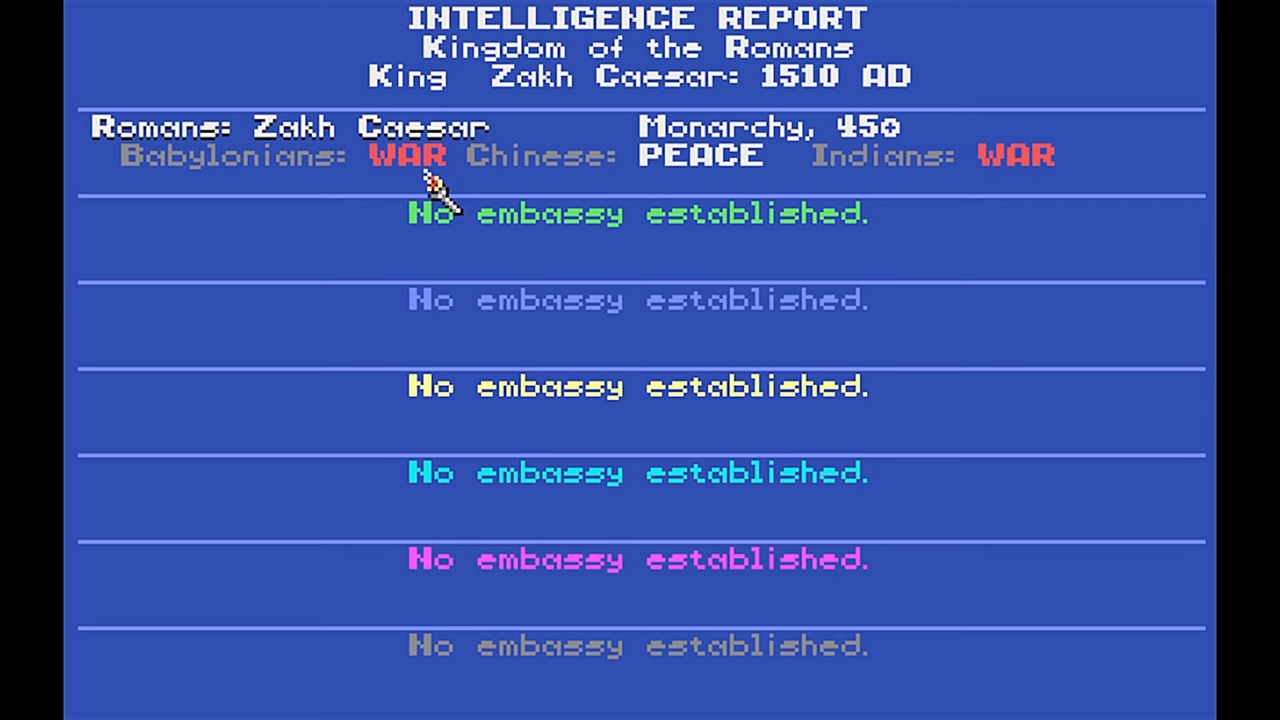 INTELLIGENCE REPORT
Kingdom of the Romans
King Zakh Caesar: 1510 AD
Romans: Zakh Caesar Monarchy, 450
Babylonians: WAR Chinese: PEACE Indians: WAR
No embassy established.
No embassy established.
No embassy established.
No embassy established.
No embassy established.
No embassy established.